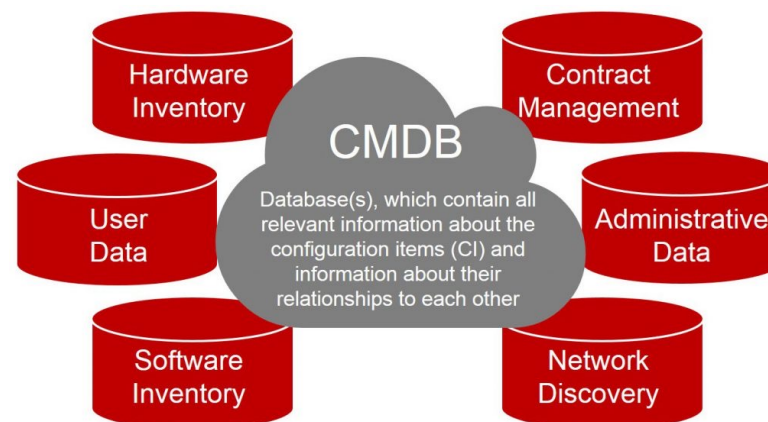 Hardware
Inventory
Contract
Management
CMDB
Database(s), which contain all
relevant information about the
configuration items (CI) and
information about their
relationships to each other
User
Data
Administrative
Data
Software
Inventory
Network
Discovery